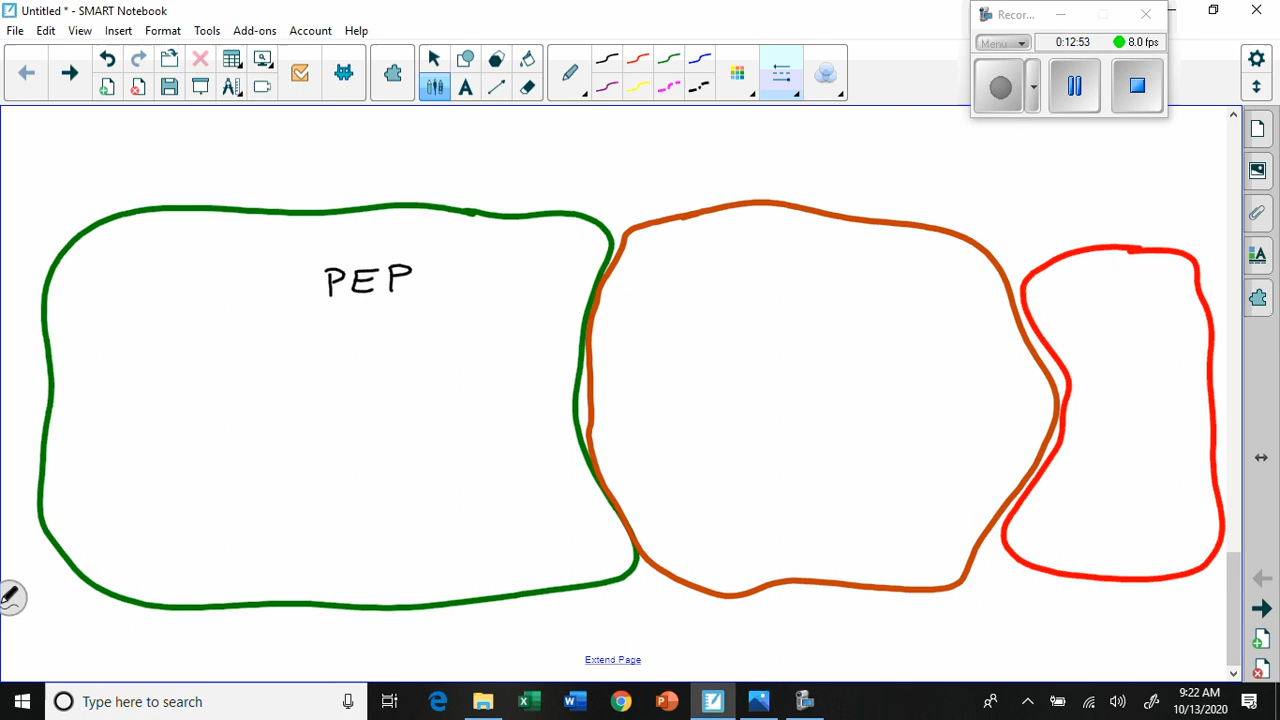 Untitled * - SMART Notebook
File Edit View Insert Format Tools Add-ons Account Help
Recor...
Menu
0:12:53 8.0 fps
PEP
Extend Page
Type here to search
9:22 AM
10/13/2020